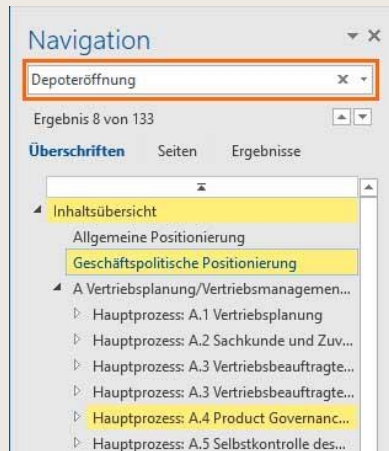 Navigation
Depoteröffnung
Ergebnis 8 von 133
Überschriften Seiten Ergebnisse
Inhaltsübersicht
Allgemeine Positionierung
Geschäftspolitische Positionierung
A Vertriebsplanung/Vertriebsmanagemen...
Hauptprozess: A.1 Vertriebsplanung
Hauptprozess: A.2 Sachkunde und Zuv...
Hauptprozess: A.3 Vertriebsbeauftragte...
Hauptprozess: A.3 Vertriebsbeauftragte...
Hauptprozess: A.4 Product Governanc...
Hauptprozess: A.5 Selbstkontrolle des...